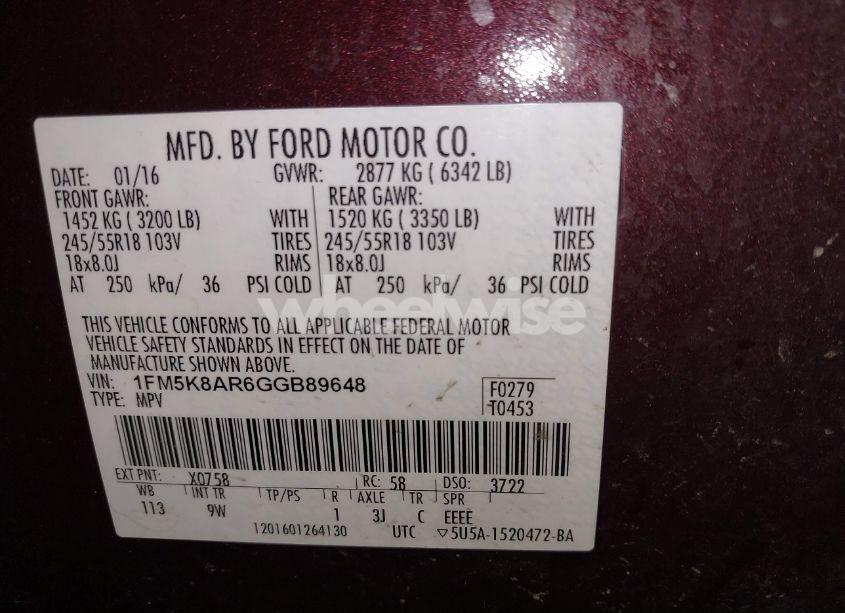 MFD. BY FORD MOTOR CO.
DATE: 01/16 GVWR: 2877 KG ( 6342 LB)
FRONT GAWR: REAR GAWR:
1452 KG ( 3200 LB) WITH 1520 KG ( 3350 LB) WITH
245/55R18 103V TIRES 245/55R18 103V TIRES
18x8.0J RIMS 18x8.0J RIMS
AT 250 kPa/ 36 PSI COLD AT 250 kPa/ 36 PSI COLD
wheelwise
THIS VEHICLE CONFORMS TO ALL APPLICABLE FEDERAL MOTOR
VEHICLE SAFETY STANDARDS IN EFFECT ON THE DATE OF
MANUFACTURE SHOWN ABOVE.
VIN: 1FM5K8AR6GGB89648 F0279
TYPE: MPV T0453
EXT PNT: X0758 RC: 58 DSO: 3722
WB INT TR TP/PS R AXLE TR SPR
113 9W 1 3J C EEEE
1201601264130 UTC ▽5U5A-1520472-BA